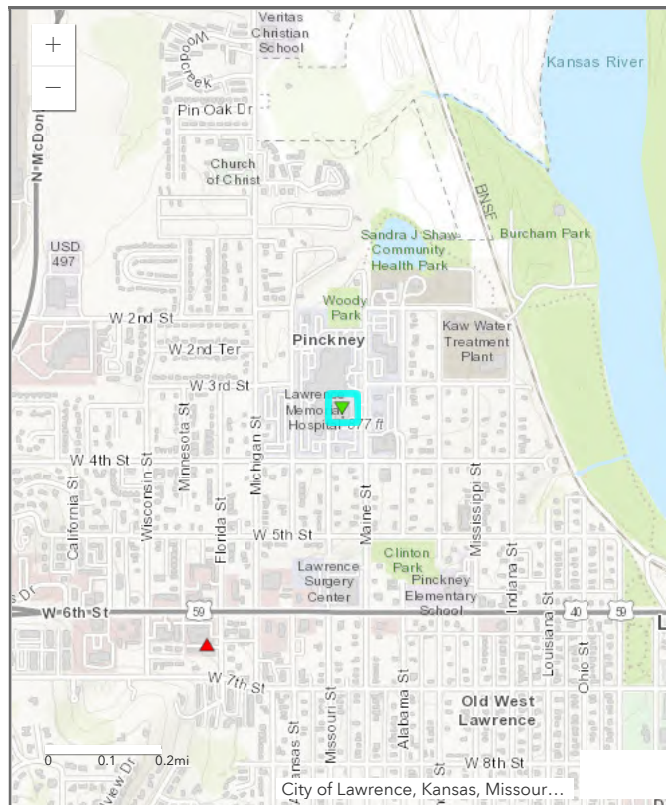 Veritas
Christian
School
Woodcreek
Kansas River
+
−
Pin Oak Dr
Church
of Christ
BNSF
USD
497
Sandra J Shaw
Community
Health Park
Burcham Park
Woody
Park
W 2nd St
Pinckney
Kaw Water
Treatment
Plant
W 2nd Ter
W 3rd St
Lawrence
Memorial
Hospital
877 ft
W 4th St
California St
Wisconsin St
Minnesota St
Florida St
Michigan St
Maine St
Mississippi St
W 5th St
Lawrence
Surgery
Center
Clinton
Park
Pinckney
Elementary
School
Indiana St
Louisiana St
Ohio St
W 6th St
59
40
59
L
W 7th St
Missouri St
Alabama St
Old West
Lawrence
W 8th St
0
0.1
0.2mi
City of Lawrence, Kansas, Missour…